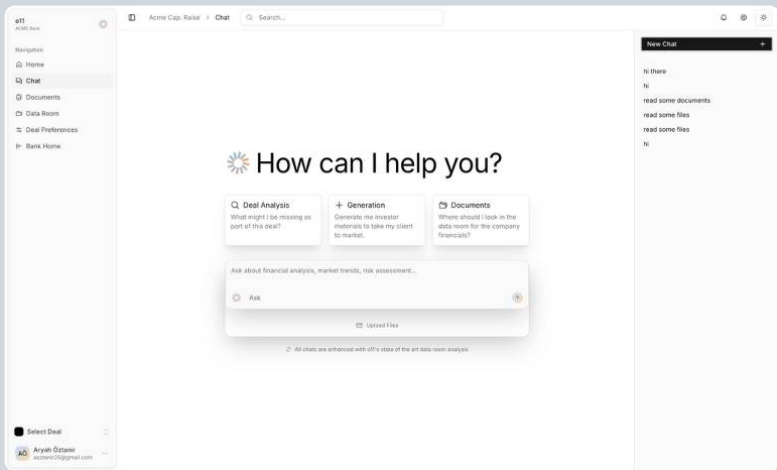 o11
ACME Bank
Navigation
Home
Chat
Documents
Data Room
Deal Preferences
Bank Home
Select Deal
AÖ
Aryah Öztanir
aoztanir25@gmail.com
Acme Cap. Raise > Chat
Search...
How can I help you?
Deal Analysis
What might I be missing as
part of this deal?
Generation
Generate me investor
materials to take my client
to market.
Documents
Where should i look in the
data room for the company
financials?
Ask about financial analysis, market trends, risk assessment...
Ask
Upload Files
All chats are enhanced with o11's state of the art data room analysis
New Chat +
hi there
hi
read some documents
read some files
read some files
hi